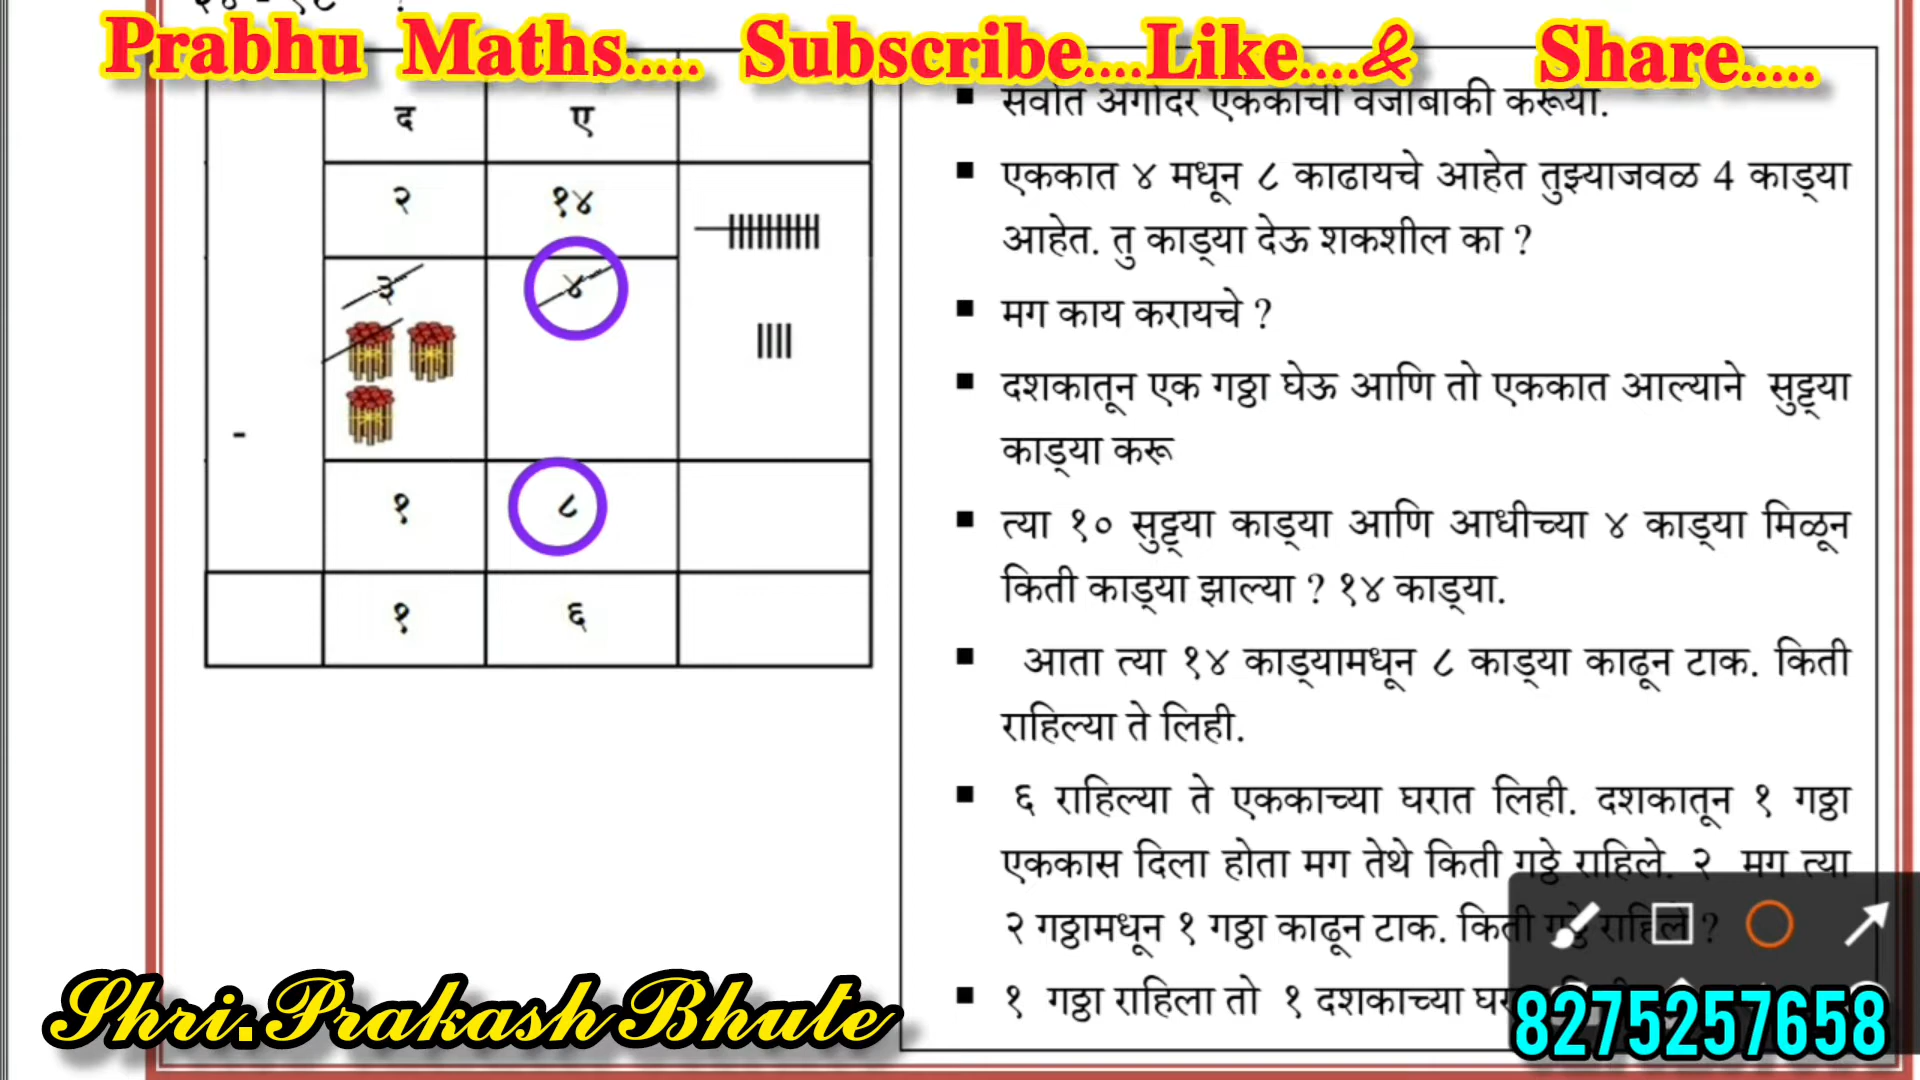 Prabhu Maths..... Subscribe....Like....& Share.....
द ए
२ १४
३ ४
-
१ ८
१ ६
▪ सर्वात अगोदर एककाची वजाबाकी करूया.
▪ एककात ४ मधून ८ काढायचे आहेत तुझ्याजवळ 4 काड्या
आहेत. तु काड्या देऊ शकशील का ?
▪ मग काय करायचे ?
▪ दशकातून एक गठ्ठा घेऊ आणि तो एककात आल्याने सुट्ट्या
काड्या करू
▪ त्या १० सुट्ट्या काड्या आणि आधीच्या ४ काड्या मिळून
किती काड्या झाल्या ? १४ काड्या.
▪ आता त्या १४ काड्यामधून ८ काड्या काढून टाक. किती
राहिल्या ते लिही.
▪ ६ राहिल्या ते एककाच्या घरात लिही. दशकातून १ गठ्ठा
एककास दिला होता मग तेथे किती गठ्ठे राहिले. २ मग त्या
२ गठ्ठामधून १ गठ्ठा काढून टाक. किती गठ्ठे राहिले ?
▪ १ गठ्ठा राहिला तो १ दशकाच्या
Shri.Prakash Bhute
8275257658